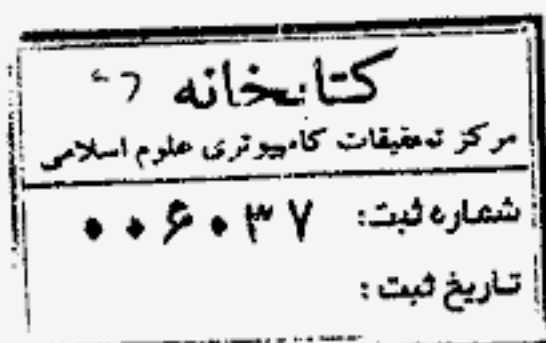 کتابخانه
مرکز تحقیقات کامپیوتری علوم اسلامی
شماره ثبت: ۰۰۶۰۳۷
تاریخ ثبت: